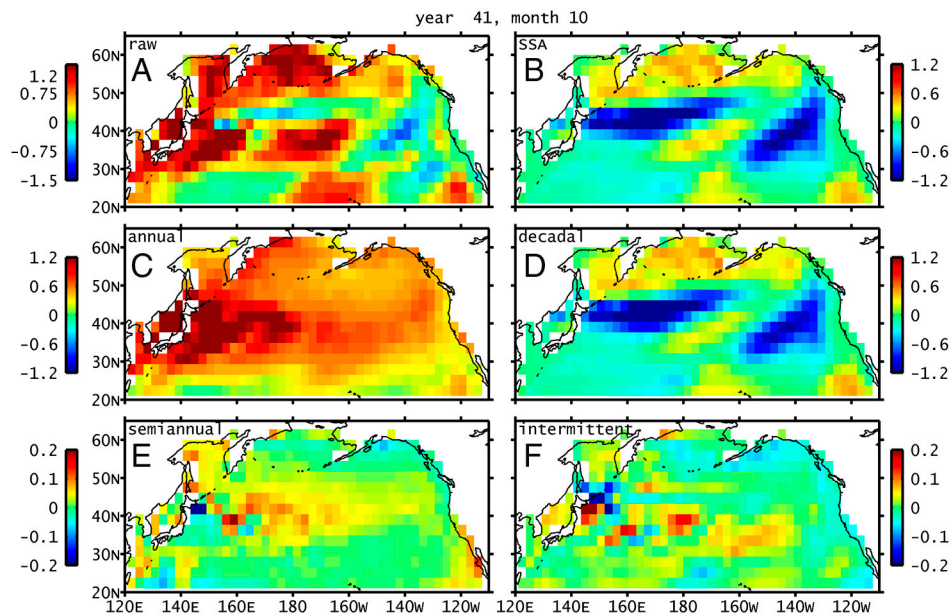 year 41, month 10
raw
A
SSA
B
60N
50N
40N
30N
20N
1.2
0.75
0
-0.75
-1.5
1.2
0.6
0
-0.6
-1.2
annual
C
decadal
D
60N
50N
40N
30N
20N
1.2
0.6
0
-0.6
-1.2
1.2
0.6
0
-0.6
-1.2
semiannual
E
intermittent
F
60N
50N
40N
30N
20N
0.2
0.1
0
-0.1
-0.2
0.2
0.1
0
-0.1
-0.2
120E 140E 160E 180 160W 140W 120W
120E 140E 160E 180 160W 140W 120W